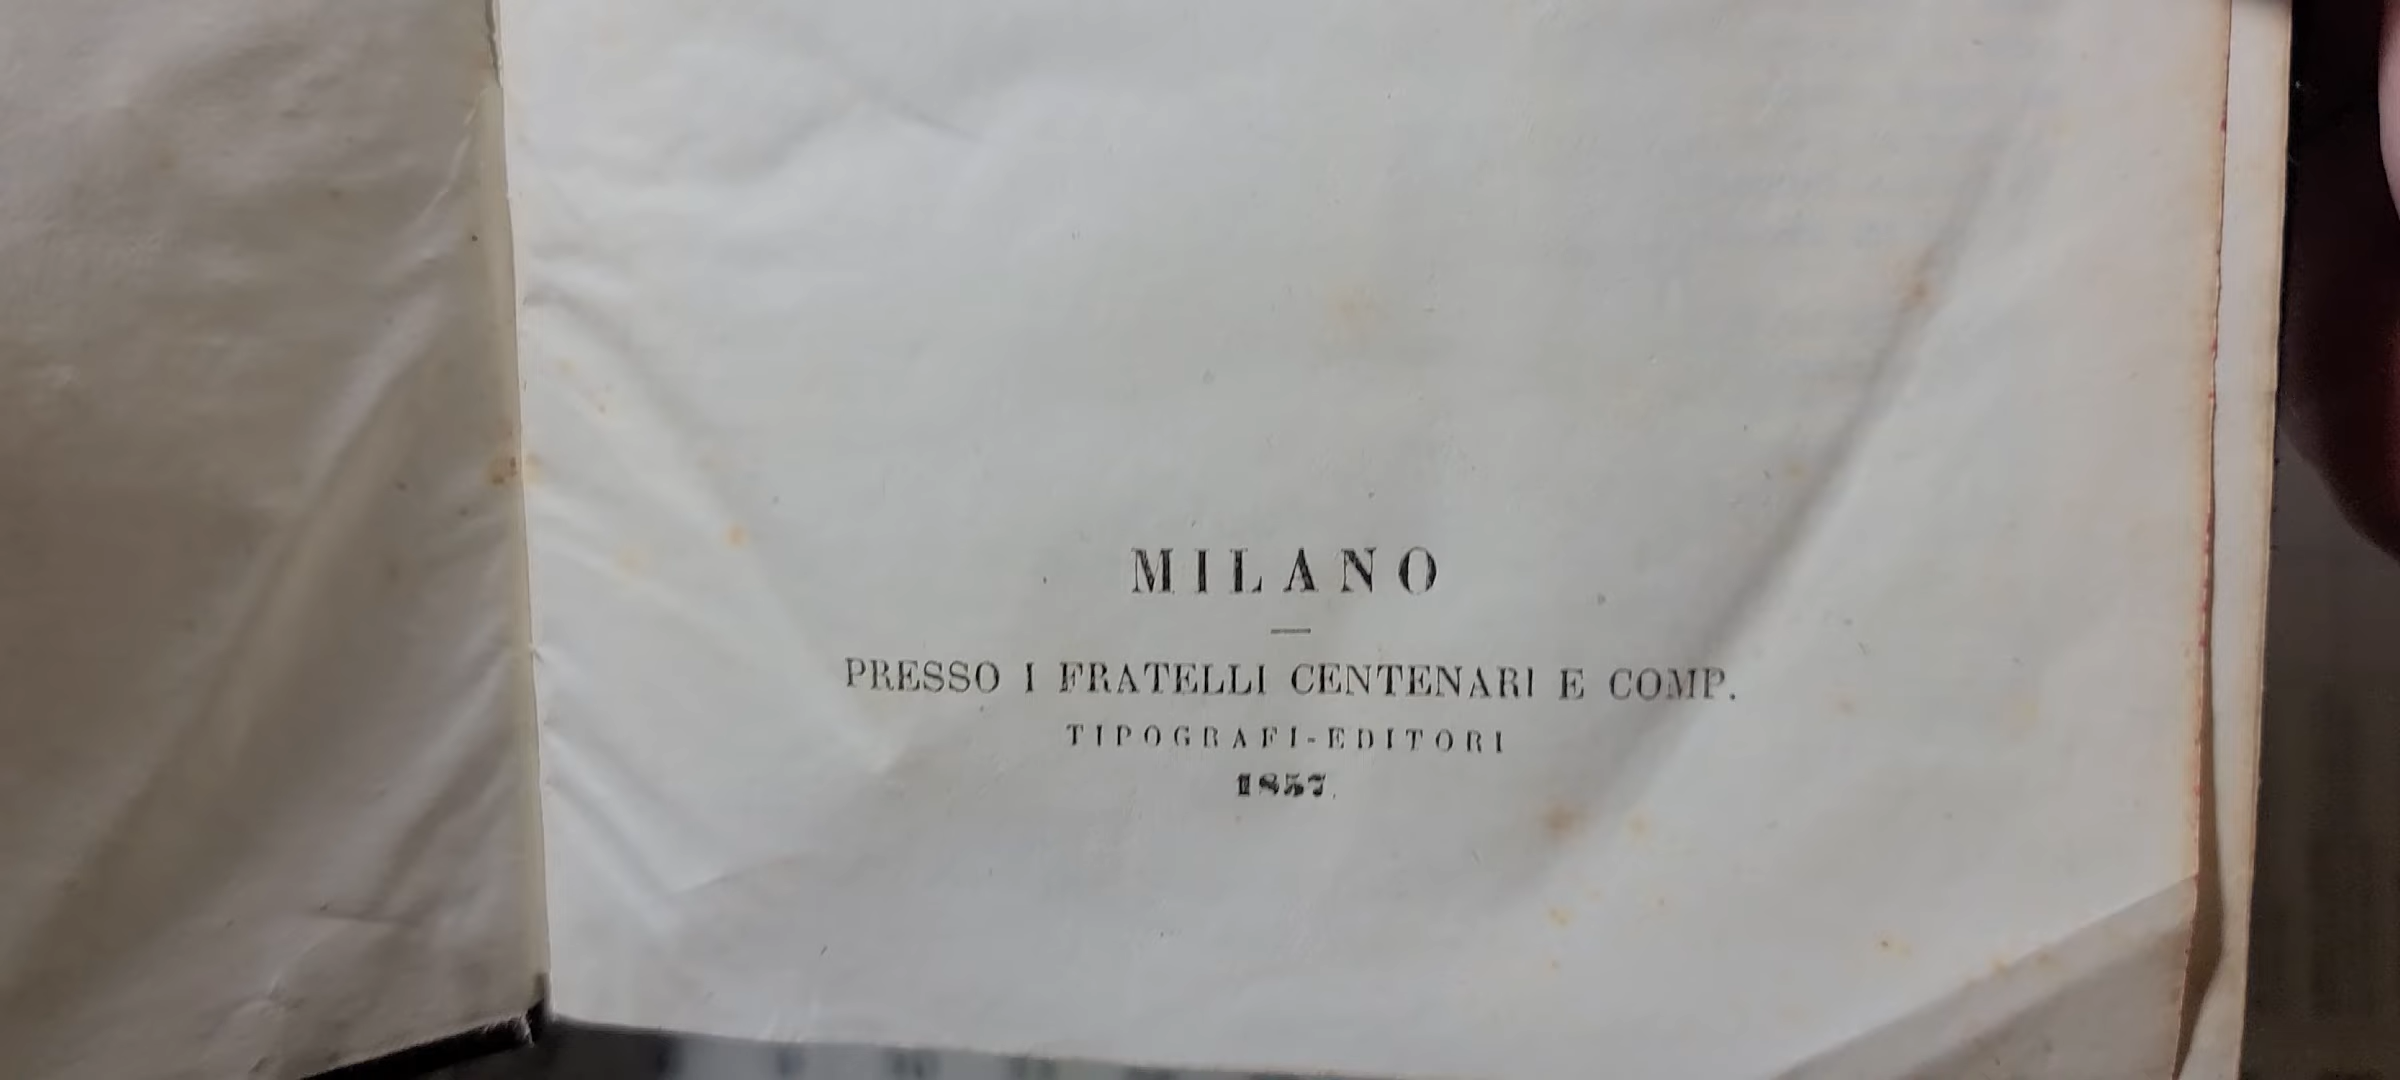 MILANO
PRESSO I FRATELLI CENTENARI E COMP.
TIPOGRAFI-EDITORI
1857.